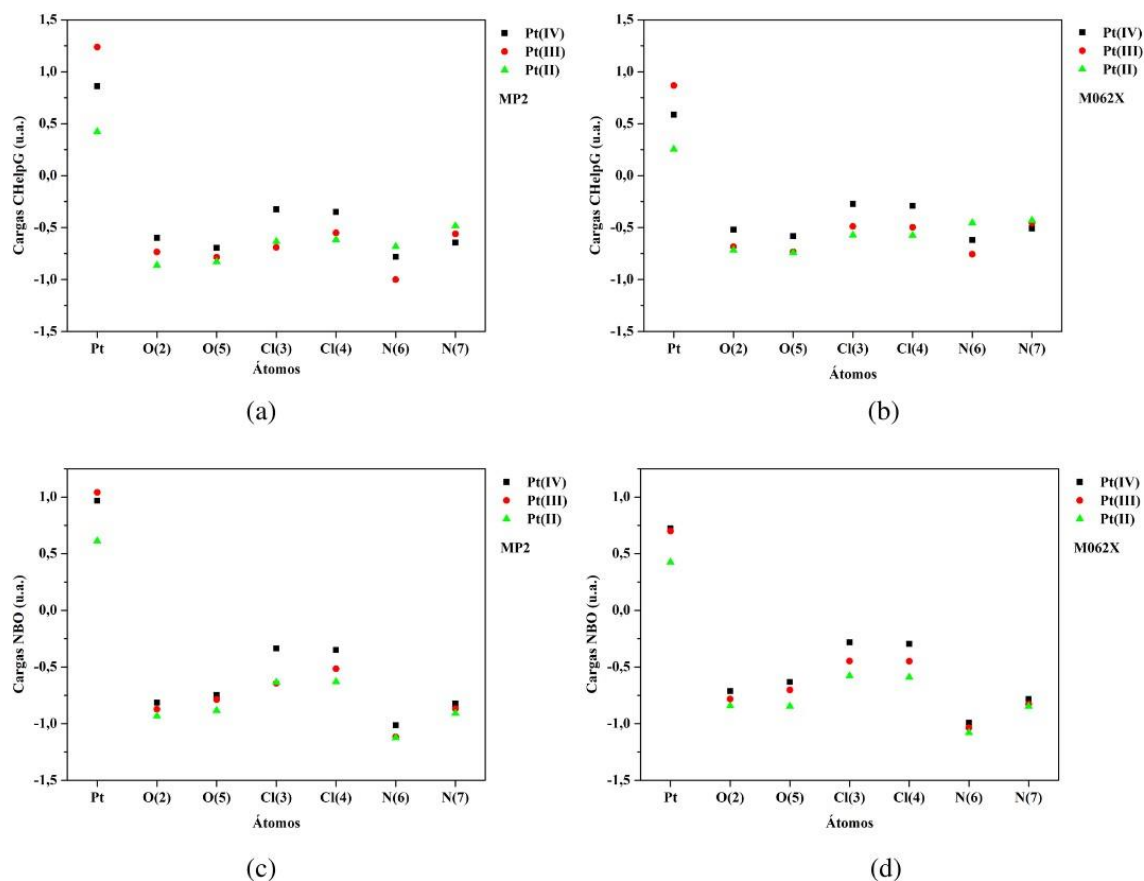 1,5
1,0
0,5
0,0
-0,5
-1,0
-1,5
Cargas CHelpG (u.a.)
Pt O(2) O(5) Cl(3) Cl(4) N(6) N(7)
Átomos
Pt(IV)
Pt(III)
Pt(II)
MP2
(a)
1,5
1,0
0,5
0,0
-0,5
-1,0
-1,5
Cargas CHelpG (u.a.)
Pt O(2) O(5) Cl(3) Cl(4) N(6) N(7)
Átomos
Pt(IV)
Pt(III)
Pt(II)
M062X
(b)
1,0
0,5
0,0
-0,5
-1,0
-1,5
Cargas NBO (u.a.)
Pt O(2) O(5) Cl(3) Cl(4) N(6) N(7)
Átomos
Pt(IV)
Pt(III)
Pt(II)
MP2
(c)
1,0
0,5
0,0
-0,5
-1,0
-1,5
Cargas NBO (u.a.)
Pt O(2) O(5) Cl(3) Cl(4) N(6) N(7)
Átomos
Pt(IV)
Pt(III)
Pt(II)
M062X
(d)